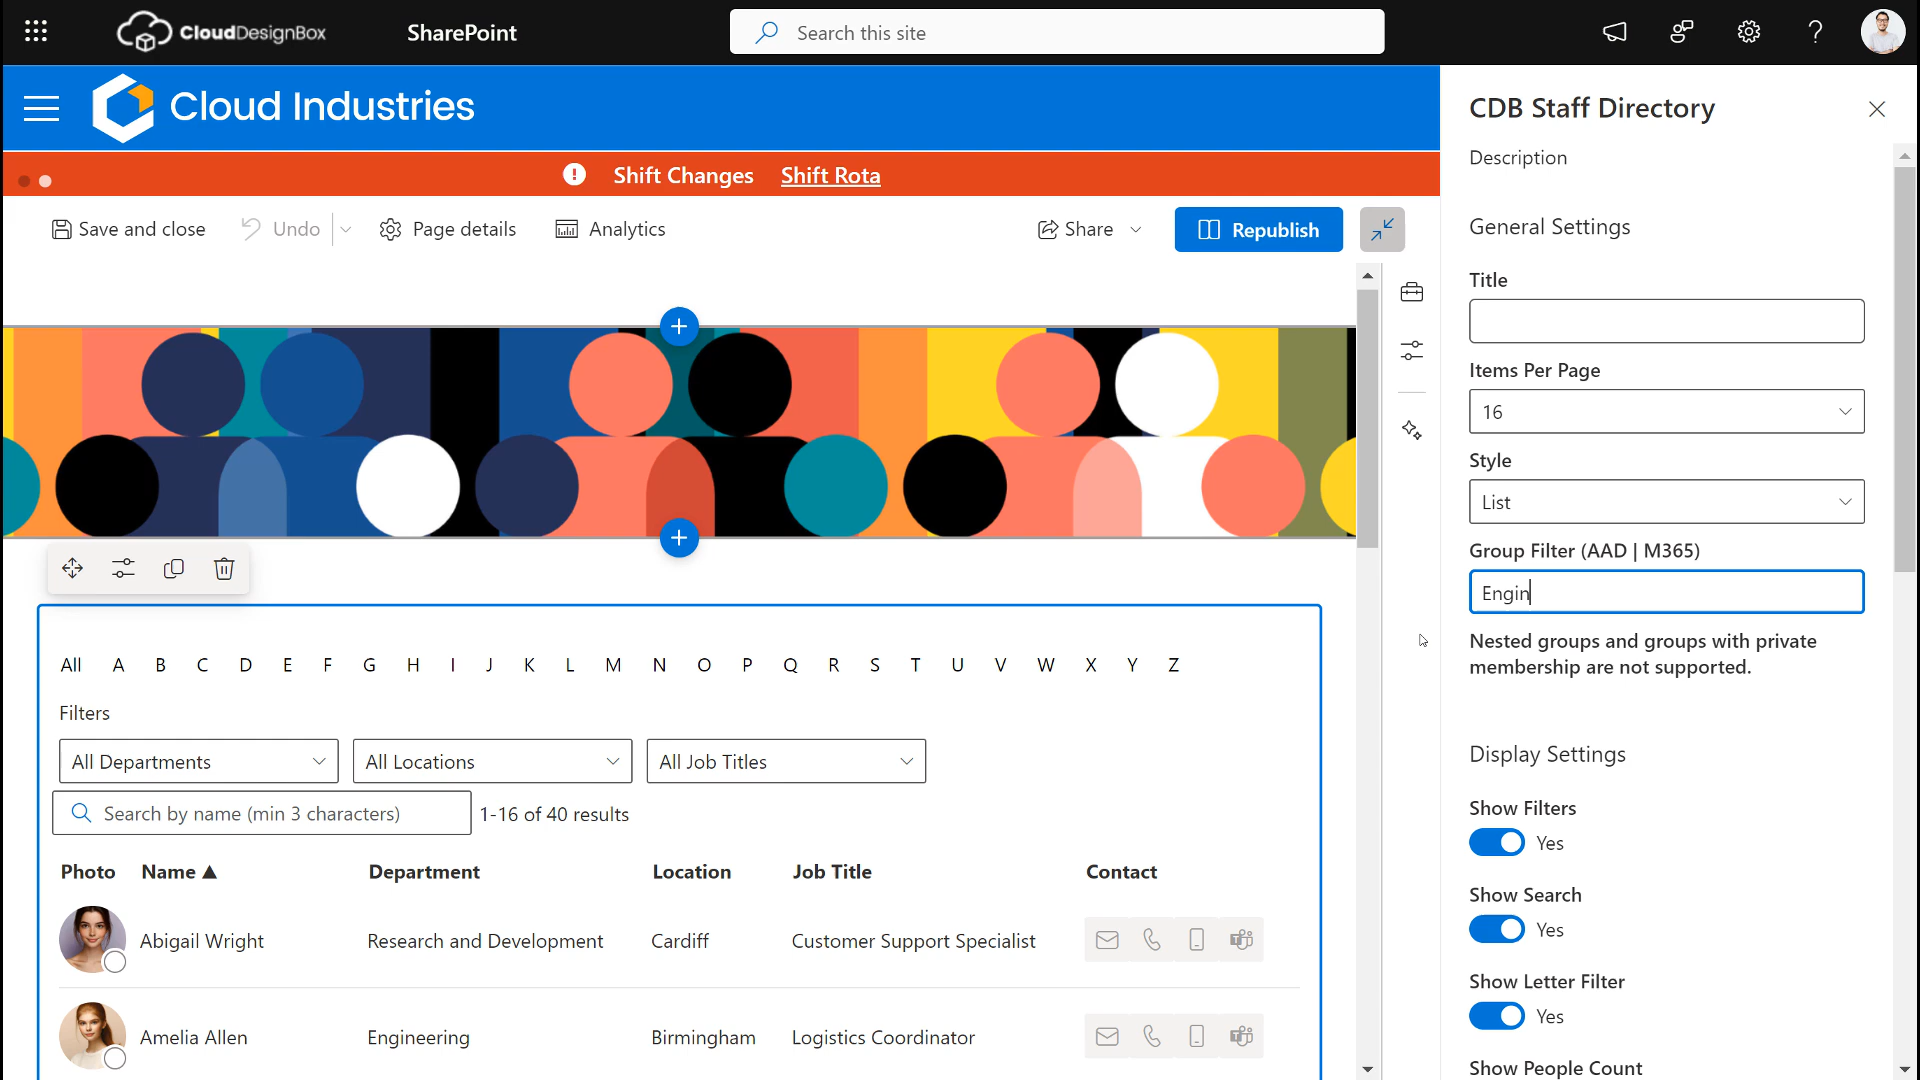 CloudDesignBox
SharePoint
Search this site
Cloud Industries
Shift Changes Shift Rota
Save and close
Undo
Page details
Analytics
Share
Republish
All A B C D E F G H I J K L M N O P Q R S T U V W X Y Z
Filters
All Departments
All Locations
All Job Titles
Search by name (min 3 characters)
1-16 of 40 results
Photo Name ▲ Department Location Job Title Contact
Abigail Wright Research and Development Cardiff Customer Support Specialist
Amelia Allen Engineering Birmingham Logistics Coordinator
CDB Staff Directory
Description
General Settings
Title
Items Per Page
16
Style
List
Group Filter (AAD | M365)
Engin
Nested groups and groups with private
membership are not supported.
Display Settings
Show Filters
Yes
Show Search
Yes
Show Letter Filter
Yes
Show People Count